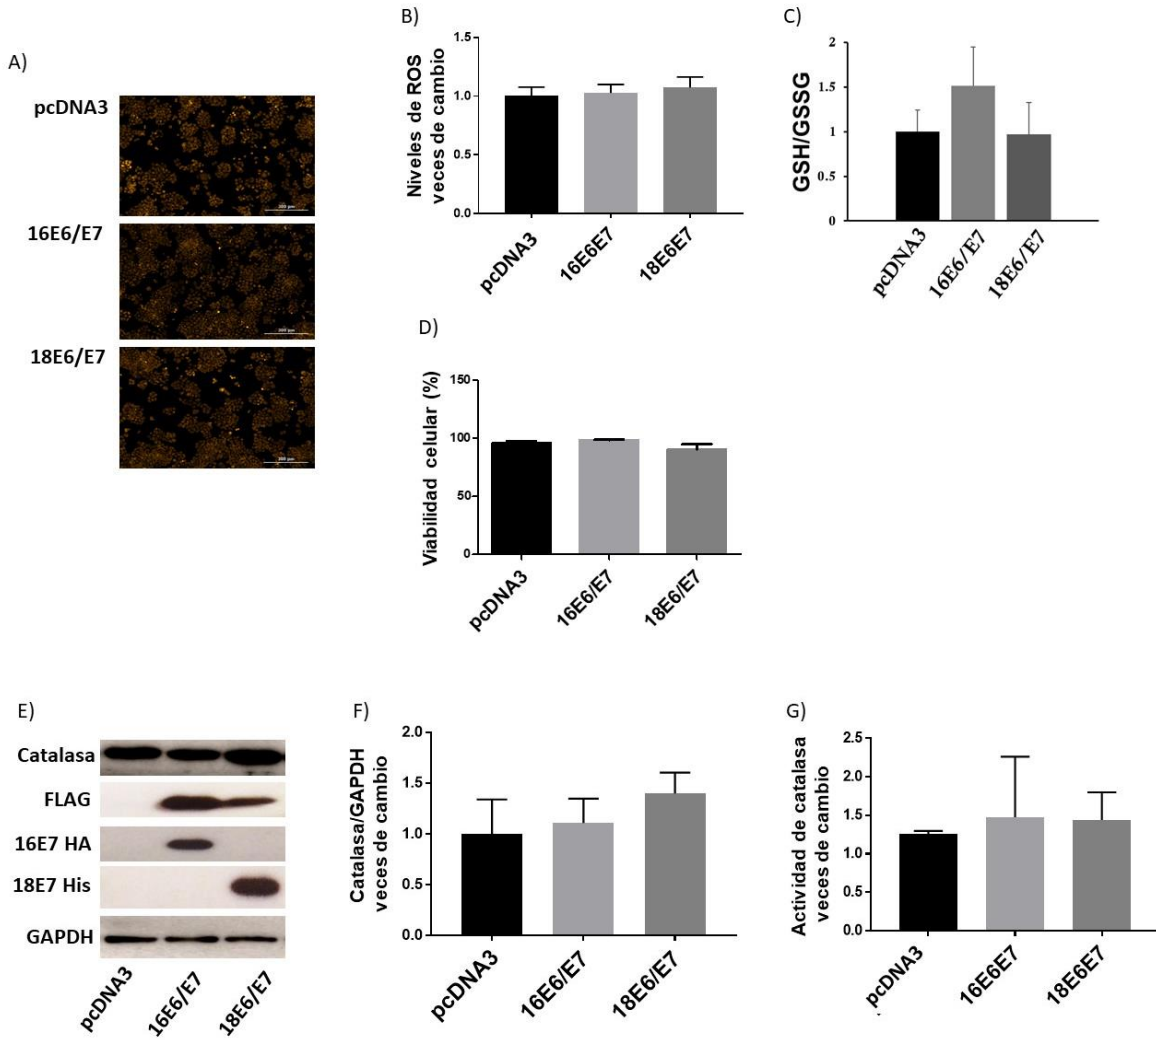 A)
pcDNA3
16E6/E7
18E6/E7
B)
Niveles de ROS
veces de cambio
1.5
1.0
0.5
0.0
pcDNA3
16E6E7
18E6E7
C)
GSH/GSSG
2
1.5
1
0.5
0
pcDNA3
16E6/E7
18E6/E7
D)
Viabilidad celular (%)
150
100
50
0
pcDNA3
16E6/E7
18E6/E7
E)
Catalasa
FLAG
16E7 HA
18E7 His
GAPDH
pcDNA3
16E6/E7
18E6/E7
F)
Catalasa/GAPDH
veces de cambio
2.0
1.5
1.0
0.5
0.0
pcDNA3
16E6/E7
18E6/E7
G)
Actividad de catalasa
veces de cambio
2.5
2.0
1.5
1.0
0.5
0.0
pcDNA3
16E6E7
18E6E7